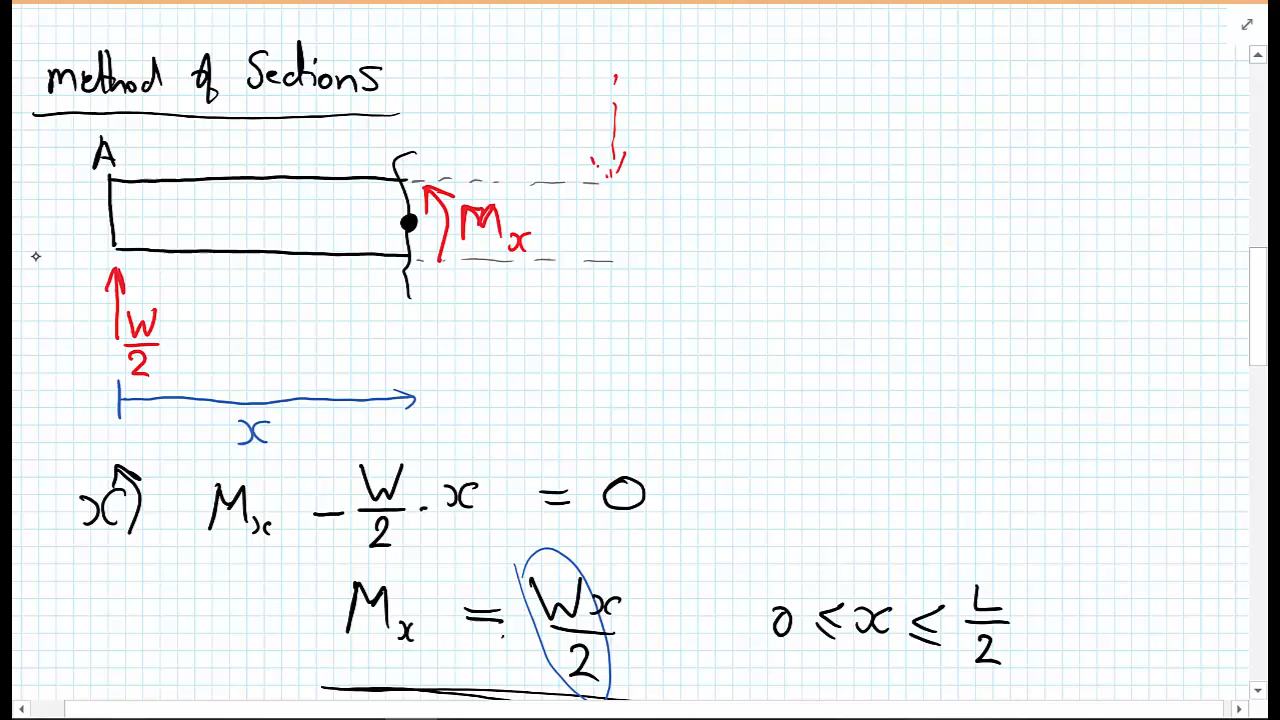 method of Sections
A
Mx
W/2
x
x) Mx - W/2 . x = 0
Mx = Wx/2 0 ≤ x ≤ L/2